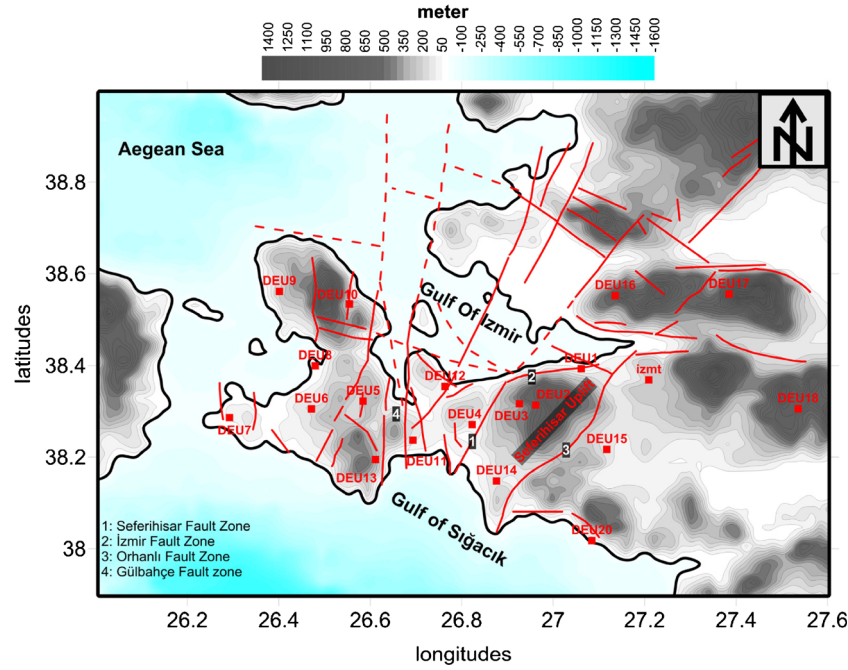 meter
1400 1250 950 800 650 500 350 200 50 -100 -250 -400 -550 -700 -850 -1000 -1150 -1300 -1450 -1600
Aegean Sea
N
38.8
38.6
38.4
38.2
38
latitudes
DEU9
DEU10
DEU16
DEU17
Gulf Of Izmir
DEU8
DEU1
izmt
DEU12
2
DEU5
DEU6
DEU2
DEU3
DEU18
4
DEU4
DEU7
Seferihisar Uplift
1
DEU15
3
DEU11
DEU13
DEU14
Gulf of Sığacık
DEU20
1: Seferihisar Fault Zone
2: İzmir Fault Zone
3: Orhanlı Fault Zone
4: Gülbahçe Fault zone
26.2 26.4 26.6 26.8 27 27.2 27.4 27.6
longitudes